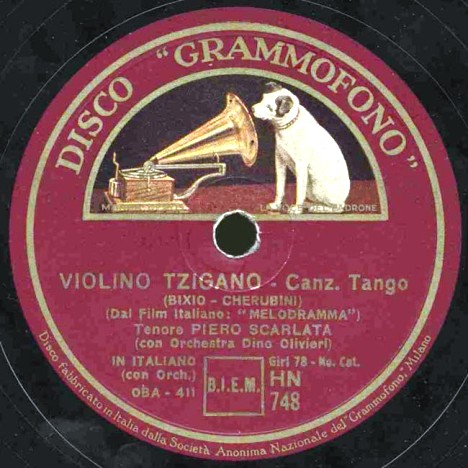 DISCO "GRAMMOFONO"
VIOLINO TZIGANO - Canz. Tango
(BIXIO - CHERUBINI)
(Dal Film Italiano: "MELODRAMMA")
Tenore PIERO SCARLATA
(con Orchestra Dino Olivieri)
IN ITALIANO
(con Orch.)
OBA - 411
B.I.E.M.
Giri 78 - No. Cat.
HN
748
Disco fabbricato in Italia dalla Società Anonima Nazionale del "Grammofono", Milano